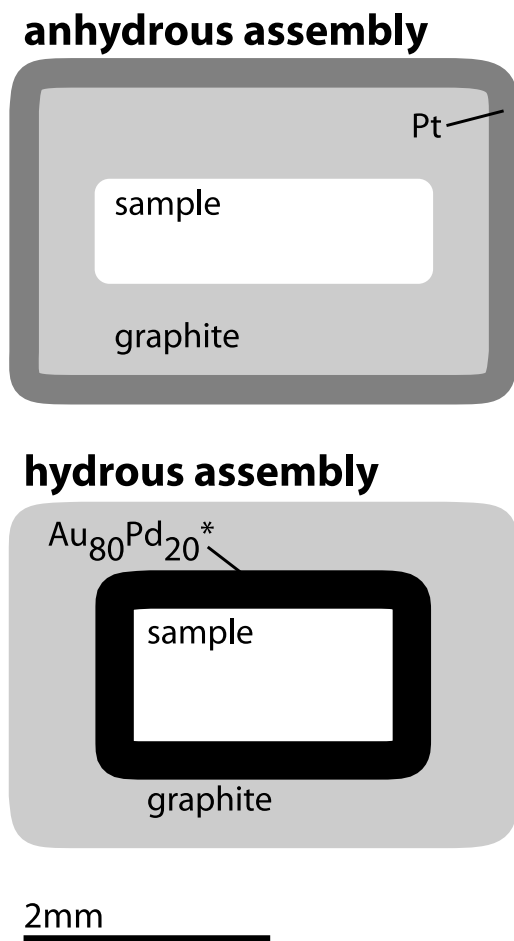 anhydrous assembly
Pt
sample
graphite
hydrous assembly
Au80Pd20*
sample
graphite
2mm